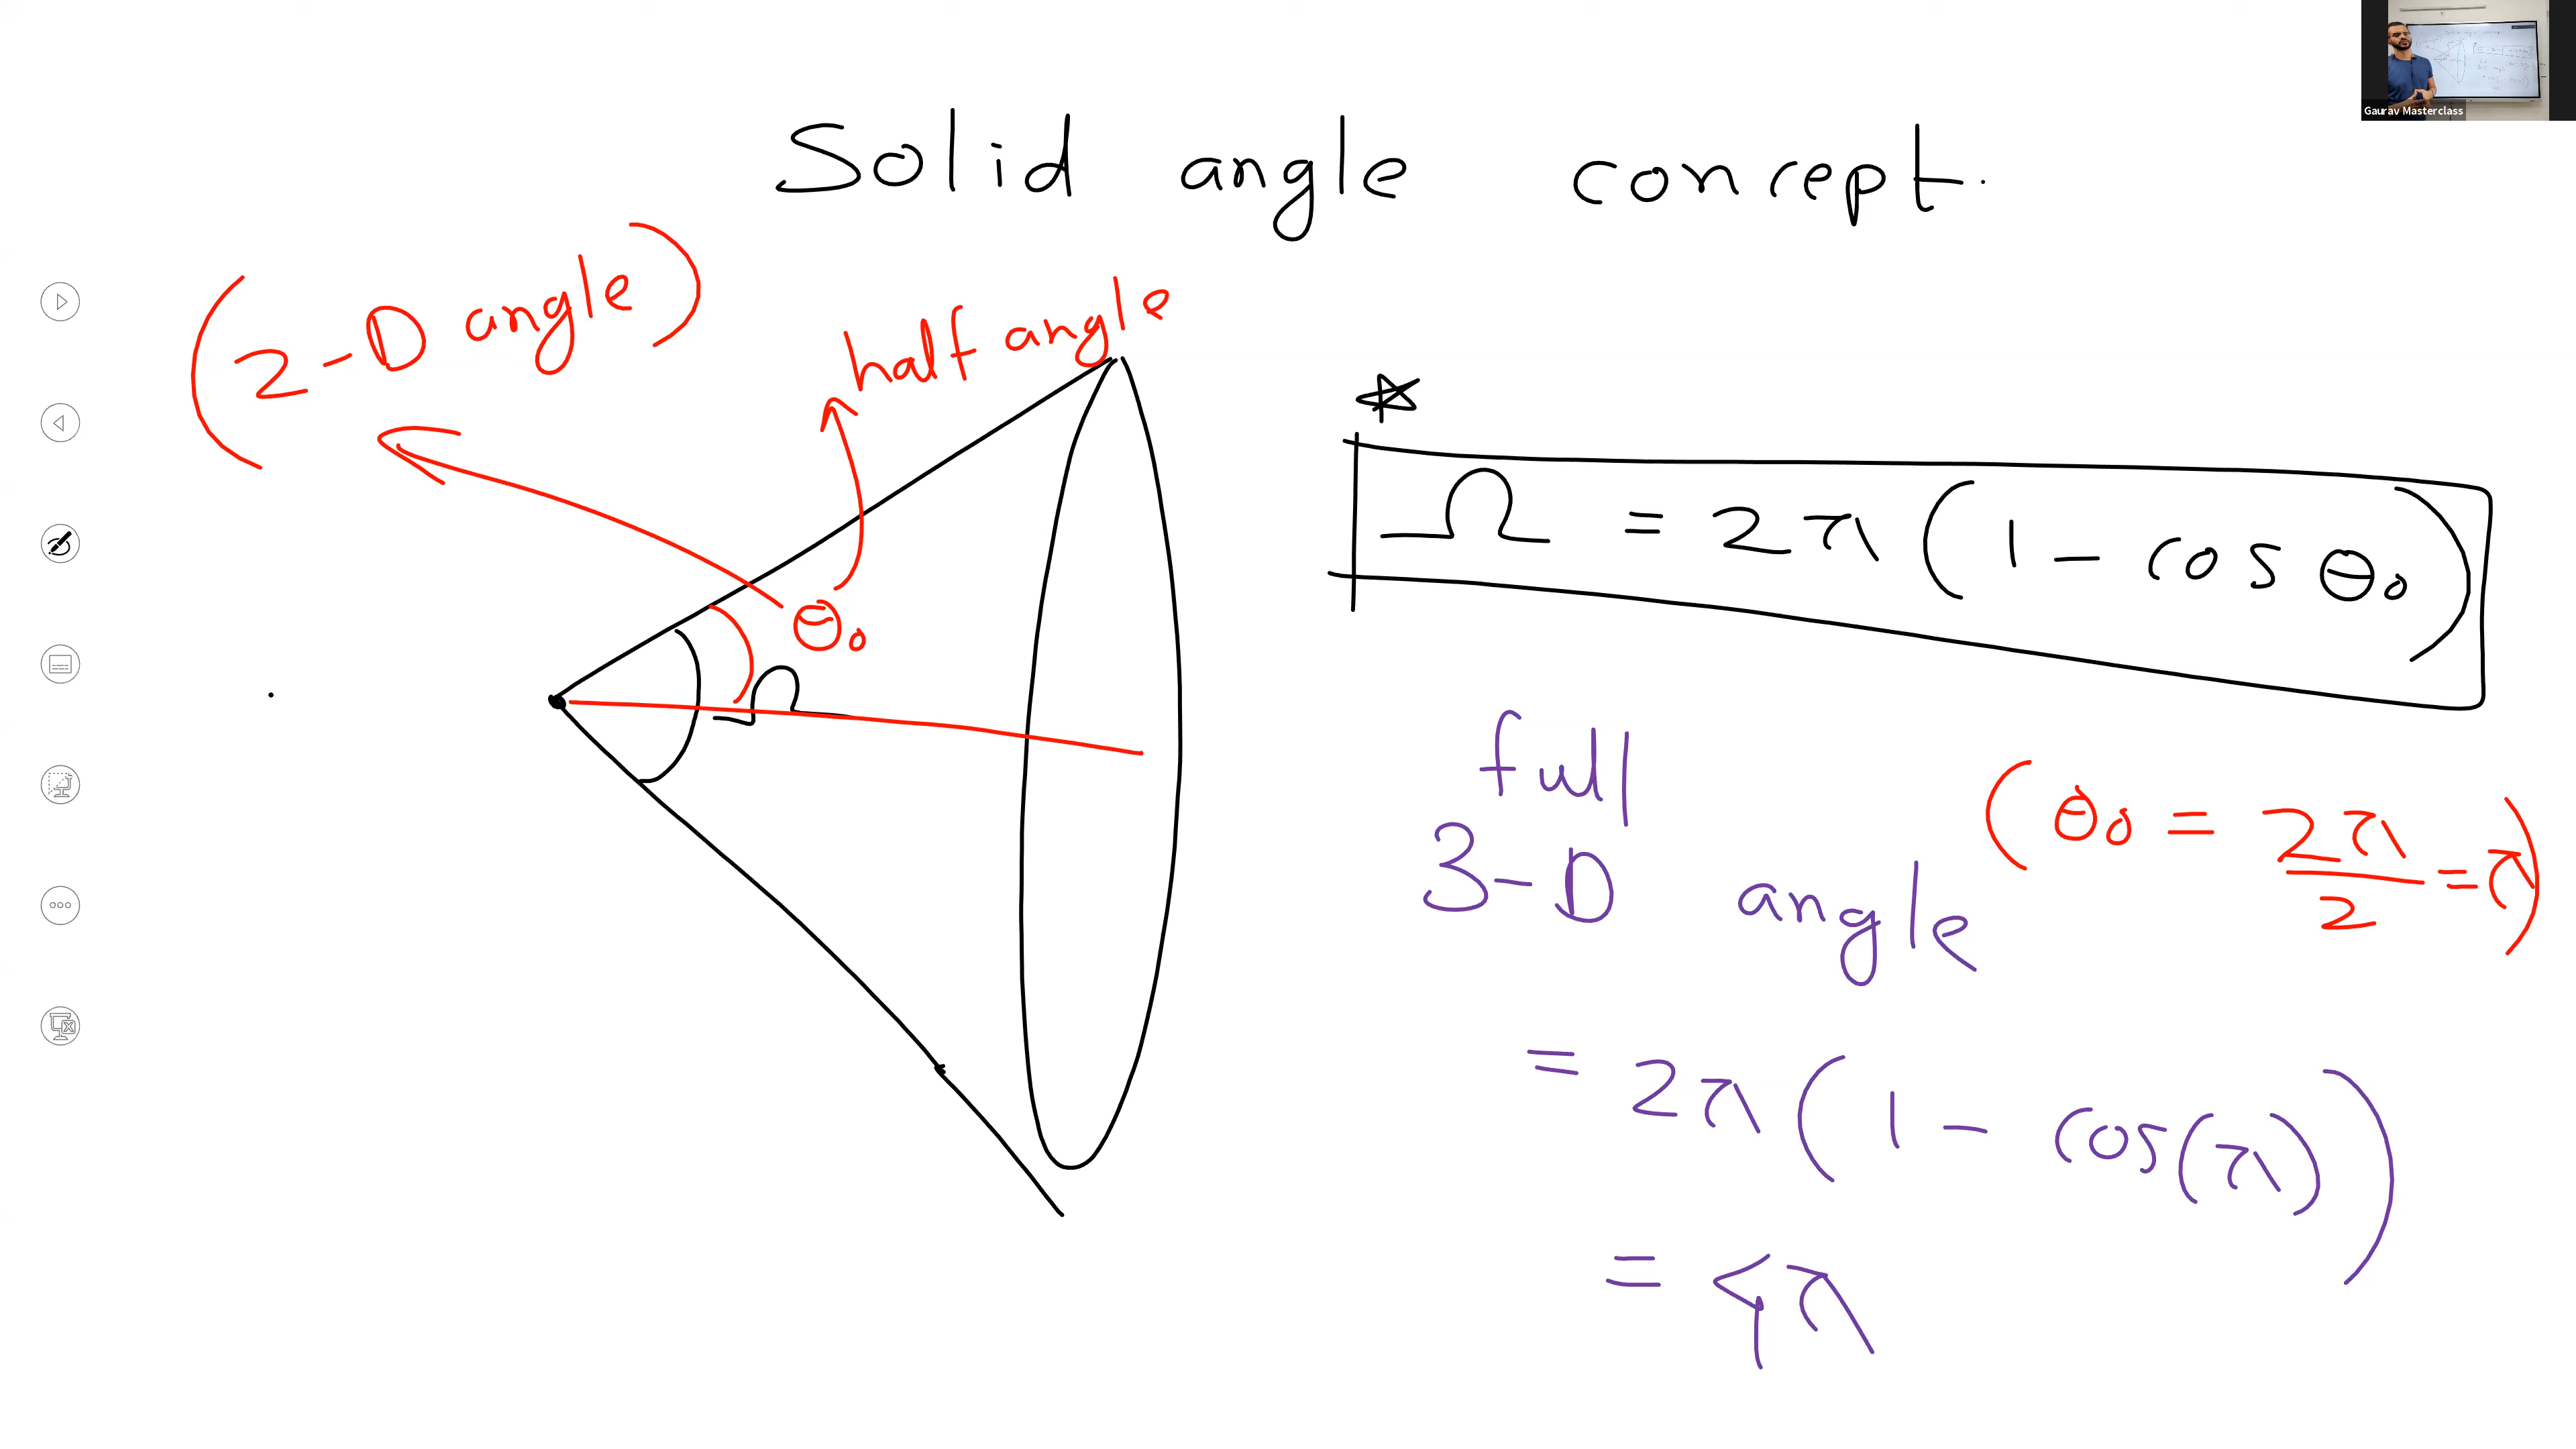 Gaurav Masterclass
Solid angle concept.
(2-D angle)
half angle
θ₀
Ω
Ω = 2π (1 - cos θ₀)
full
3-D angle
(θ₀ = 2π/2 = π)
= 2π (1 - cos(π))
= 4π